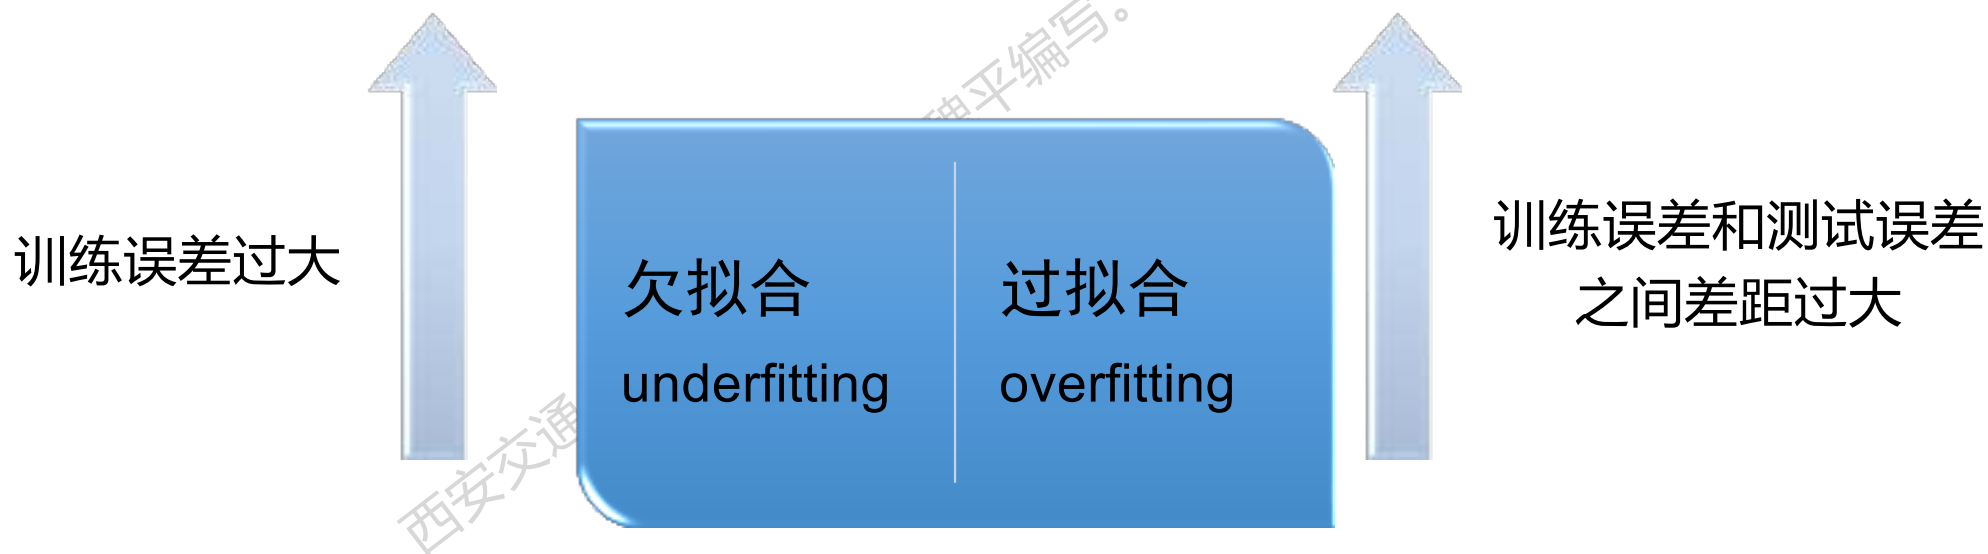 训练误差过大
欠拟合
underfitting
过拟合
overfitting
训练误差和测试误差
之间差距过大
西安交通
平编写。